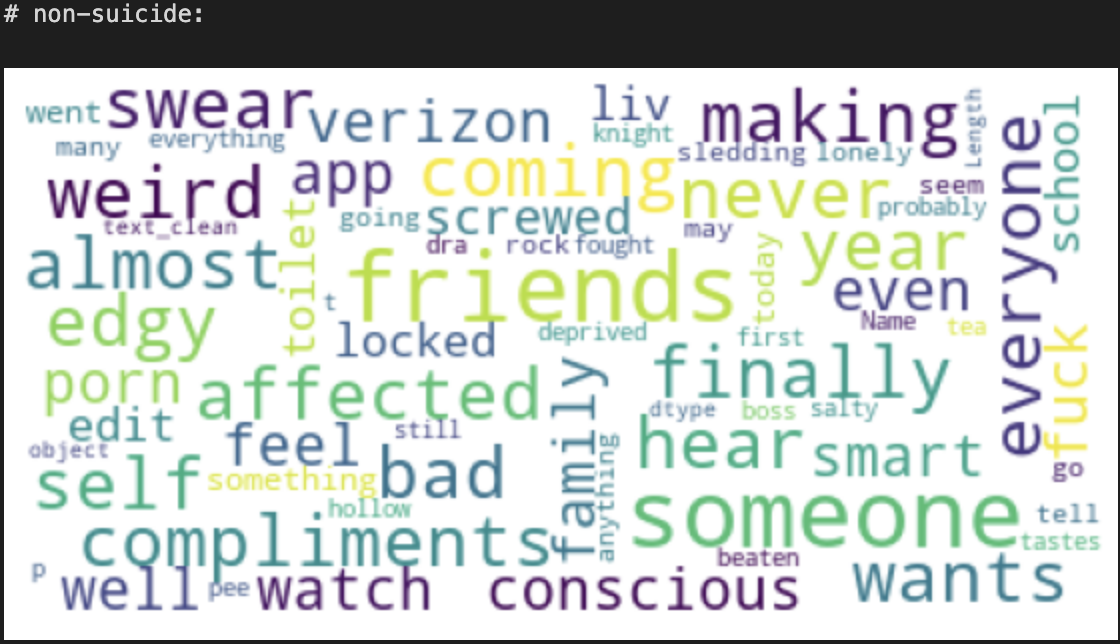 # non-suicide:
went swear verizon liv making Length
many everything knight everyone school
weird app coming sledding lonely never seem
text_clean going screwed probably
dra rock fought may
almost toilet friends today year
edgy t even
locked deprived first Name tea
porn affected family finally fuck
edit dtype boss salty
object feel still hear smart
self something bad anything go
hollow someone tell
compliments tastes
p well pee watch conscious beaten wants